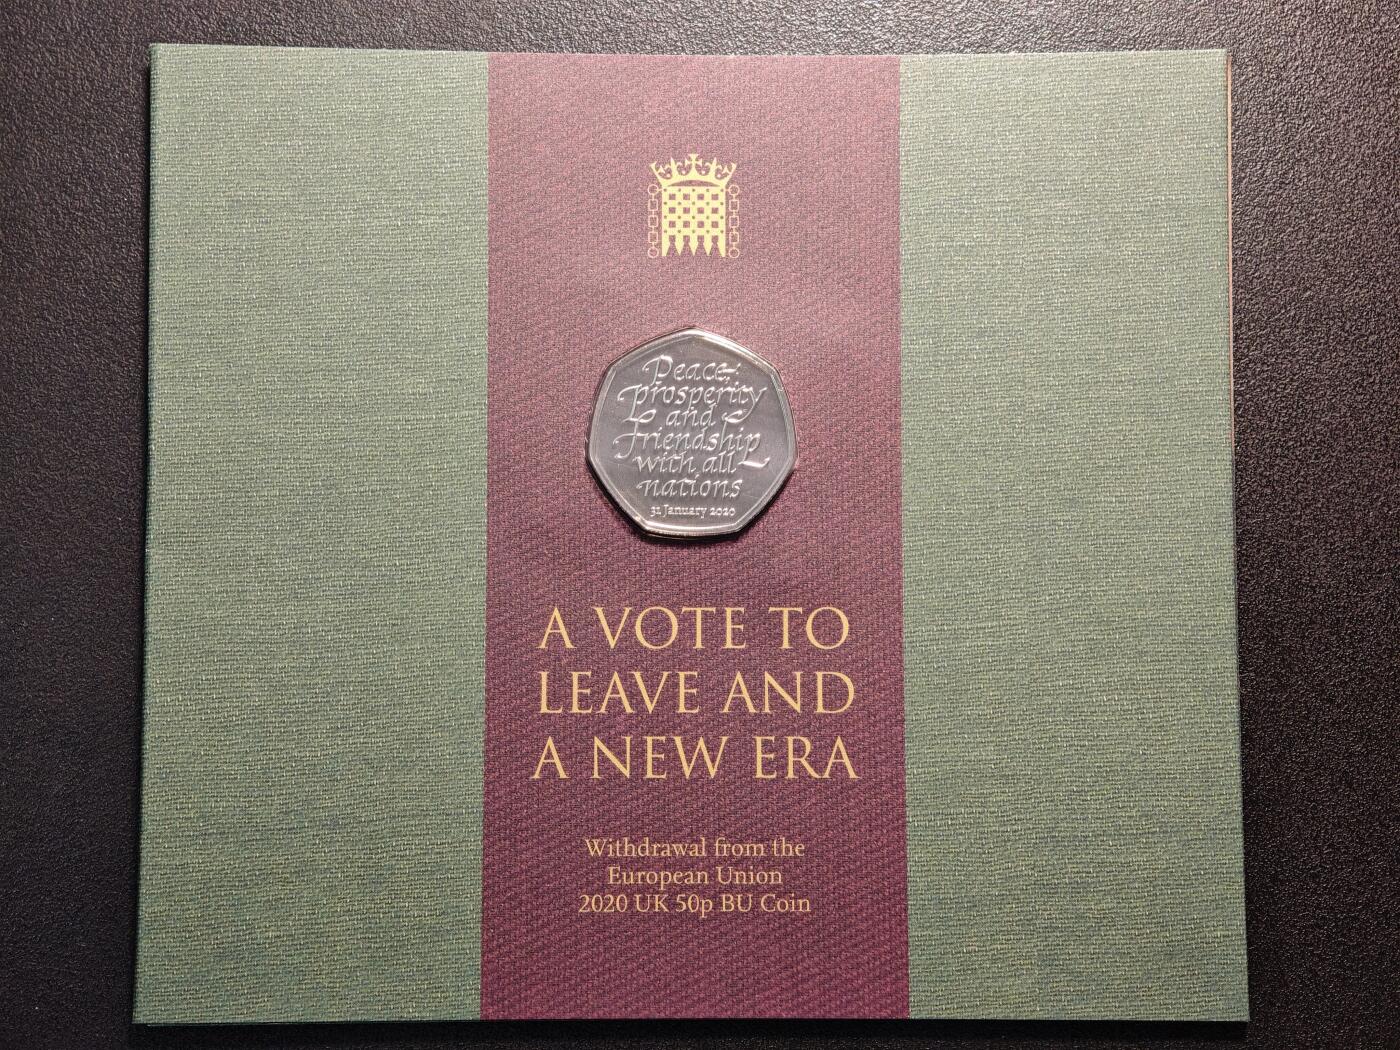 Peace,
prosperity
and
friendship
with all
nations
31 January 2020
A VOTE TO
LEAVE AND
A NEW ERA
Withdrawal from the
European Union
2020 UK 50p BU Coin